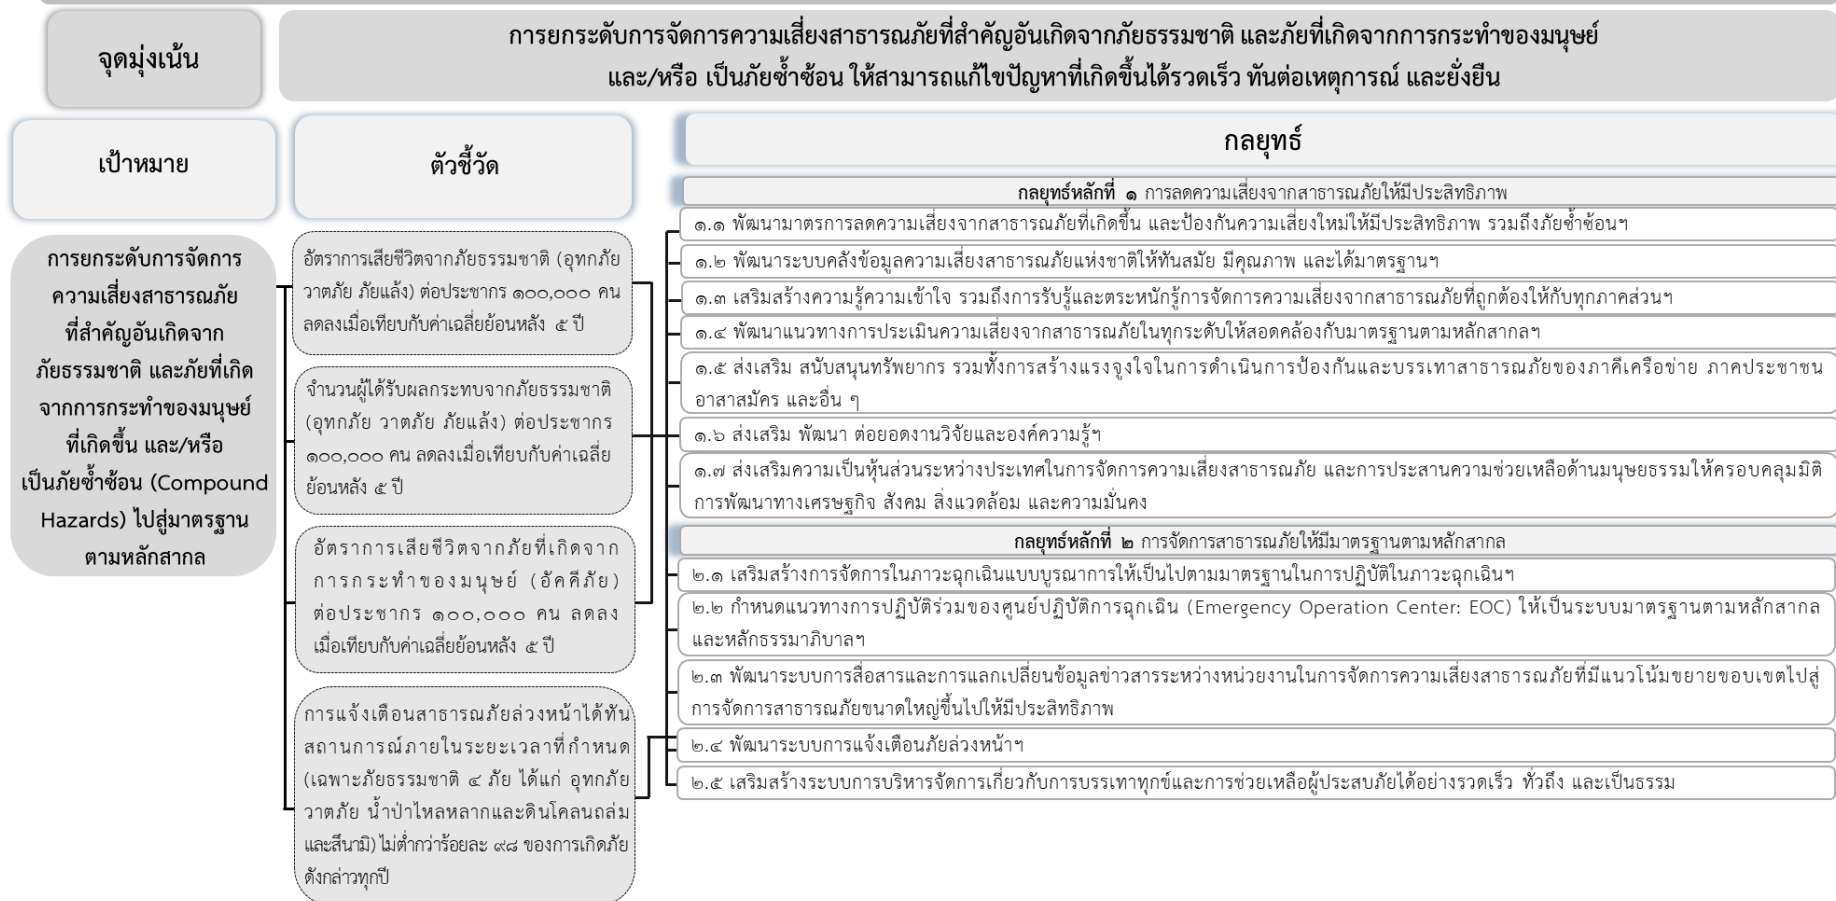 จุดมุ่งเน้น
การยกระดับการจัดการความเสี่ยงสาธารณภัยที่สำคัญอันเกิดจากภัยธรรมชาติ และภัยที่เกิดจากการกระทำของมนุษย์
และ/หรือ เป็นภัยซ้ำซ้อน ให้สามารถแก้ไขปัญหาที่เกิดขึ้นได้รวดเร็ว ทันต่อเหตุการณ์ และยั่งยืน
เป้าหมาย
การยกระดับการจัดการ
ความเสี่ยงสาธารณภัย
ที่สำคัญอันเกิดจาก
ภัยธรรมชาติ และภัยที่เกิด
จากการกระทำของมนุษย์
ที่เกิดขึ้น และ/หรือ
เป็นภัยซ้ำซ้อน (Compound
Hazards) ไปสู่มาตรฐาน
ตามหลักสากล
ตัวชี้วัด
อัตราการเสียชีวิตจากภัยธรรมชาติ (อุทกภัย
วาตภัย ภัยแล้ง) ต่อประชากร ๑๐๐,๐๐๐ คน
ลดลงเมื่อเทียบกับค่าเฉลี่ยย้อนหลัง ๕ ปี
จำนวนผู้ได้รับผลกระทบจากภัยธรรมชาติ
(อุทกภัย วาตภัย ภัยแล้ง) ต่อประชากร
๑๐๐,๐๐๐ คน ลดลงเมื่อเทียบกับค่าเฉลี่ย
ย้อนหลัง ๕ ปี
อัตราการเสียชีวิตจากภัยที่เกิดจาก
การกระทำของมนุษย์ (อัคคีภัย)
ต่อประชากร ๑๐๐,๐๐๐ คน ลดลง
เมื่อเทียบกับค่าเฉลี่ยย้อนหลัง ๕ ปี
การแจ้งเตือนสาธารณภัยล่วงหน้าได้ทัน
สถานการณ์ภายในระยะเวลาที่กำหนด
(เฉพาะภัยธรรมชาติ ๔ ภัย ได้แก่ อุทกภัย
วาตภัย น้ำป่าไหลหลากและดินโคลนถล่ม
และสึนามิ) ไม่ต่ำกว่าร้อยละ ๙๘ ของการเกิดภัย
ดังกล่าวทุกปี
กลยุทธ์
กลยุทธ์หลักที่ ๑ การลดความเสี่ยงจากสาธารณภัยให้มีประสิทธิภาพ
๑.๑ พัฒนามาตรการลดความเสี่ยงจากสาธารณภัยที่เกิดขึ้น และป้องกันความเสี่ยงใหม่ให้มีประสิทธิภาพ รวมถึงภัยซ้ำซ้อนฯ
๑.๒ พัฒนาระบบคลังข้อมูลความเสี่ยงสาธารณภัยแห่งชาติให้ทันสมัย มีคุณภาพ และได้มาตรฐานฯ
๑.๓ เสริมสร้างความรู้ความเข้าใจ รวมถึงการรับรู้และตระหนักรู้การจัดการความเสี่ยงจากสาธารณภัยที่ถูกต้องให้กับทุกภาคส่วนฯ
๑.๔ พัฒนาแนวทางการประเมินความเสี่ยงจากสาธารณภัยในทุกระดับให้สอดคล้องกับมาตรฐานตามหลักสากลฯ
๑.๕ ส่งเสริม สนับสนุนทรัพยากร รวมทั้งการสร้างแรงจูงใจในการดำเนินการป้องกันและบรรเทาสาธารณภัยของภาคีเครือข่าย ภาคประชาชน
อาสาสมัคร และอื่น ๆ
๑.๖ ส่งเสริม พัฒนา ต่อยอดงานวิจัยและองค์ความรู้ฯ
๑.๗ ส่งเสริมความเป็นหุ้นส่วนระหว่างประเทศในการจัดการความเสี่ยงสาธารณภัย และการประสานความช่วยเหลือด้านมนุษยธรรมให้ครอบคลุมมิติ
การพัฒนาทางเศรษฐกิจ สังคม สิ่งแวดล้อม และความมั่นคง
กลยุทธ์หลักที่ ๒ การจัดการสาธารณภัยให้มีมาตรฐานตามหลักสากล
๒.๑ เสริมสร้างการจัดการในภาวะฉุกเฉินแบบบูรณาการให้เป็นไปตามมาตรฐานในการปฏิบัติในภาวะฉุกเฉินฯ
๒.๒ กำหนดแนวทางการปฏิบัติร่วมของศูนย์ปฏิบัติการฉุกเฉิน (Emergency Operation Center: EOC) ให้เป็นระบบมาตรฐานตามหลักสากล
และหลักธรรมาภิบาลฯ
๒.๓ พัฒนาระบบการสื่อสารและการแลกเปลี่ยนข้อมูลข่าวสารระหว่างหน่วยงานในการจัดการความเสี่ยงสาธารณภัยที่มีแนวโน้มขยายขอบเขตไปสู่
การจัดการสาธารณภัยขนาดใหญ่ขึ้นไปให้มีประสิทธิภาพ
๒.๔ พัฒนาระบบการแจ้งเตือนภัยล่วงหน้าฯ
๒.๕ เสริมสร้างระบบการบริหารจัดการเกี่ยวกับการบรรเทาทุกข์และการช่วยเหลือผู้ประสบภัยได้อย่างรวดเร็ว ทั่วถึง และเป็นธรรม